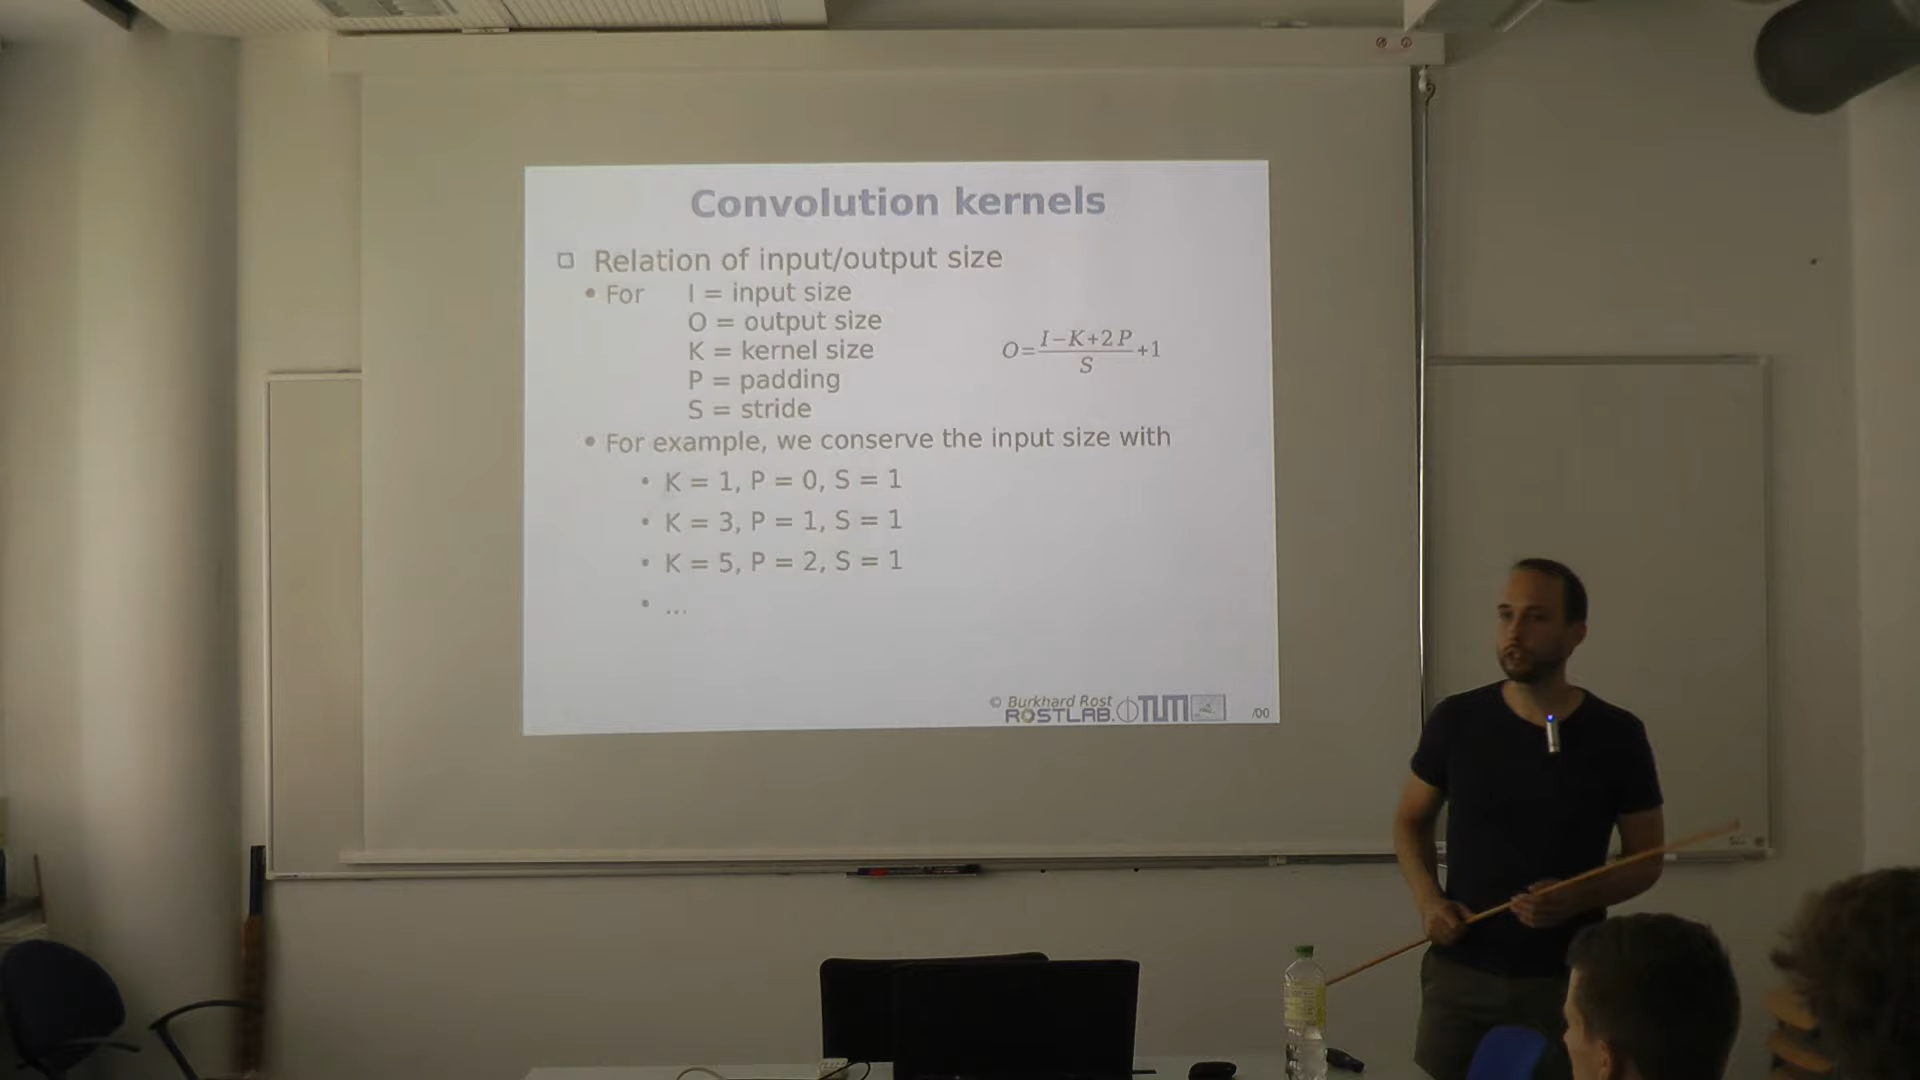 Convolution kernels
Relation of input/output size
• For I = input size
O = output size
K = kernel size
P = padding
S = stride
O=\frac{I−K+2P}{S}+1
• For example, we conserve the input size with
• K = 1, P = 0, S = 1
• K = 3, P = 1, S = 1
• K = 5, P = 2, S = 1
• ...
© Burkhard Rost
ROSTLAB. TUM
/00